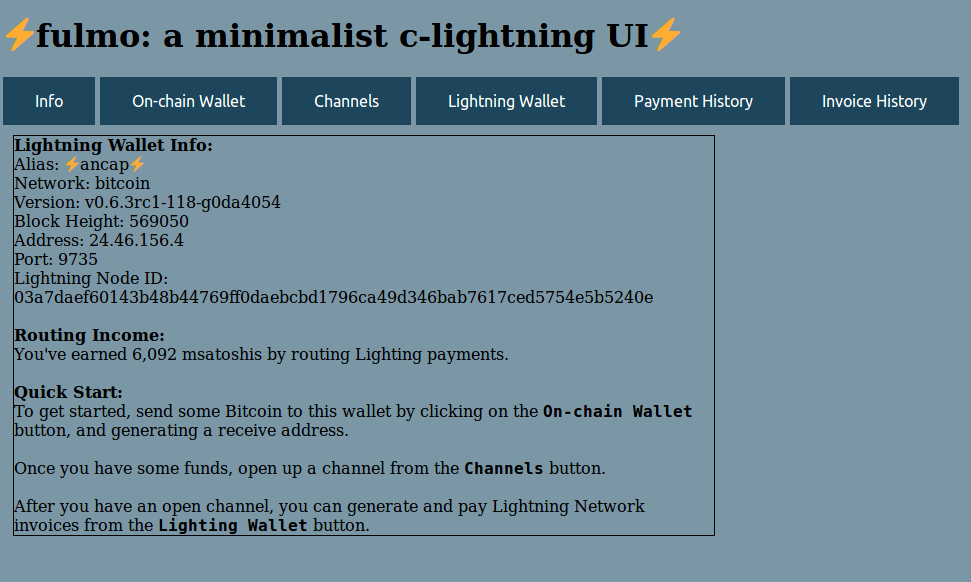 ⚡fulmo: a minimalist c-lightning UI⚡
Info On-chain Wallet Channels Lightning Wallet Payment History Invoice History
Lightning Wallet Info:
Alias: ⚡ancap⚡
Network: bitcoin
Version: v0.6.3rc1-118-g0da4054
Block Height: 569050
Address: 24.46.156.4
Port: 9735
Lightning Node ID:
03a7daef60143b48b44769ff0daebcbd1796ca49d346bab7617ced5754e5b5240e
Routing Income:
You've earned 6,092 msatoshis by routing Lighting payments.
Quick Start:
To get started, send some Bitcoin to this wallet by clicking on the On-chain Wallet
button, and generating a receive address.
Once you have some funds, open up a channel from the Channels button.
After you have an open channel, you can generate and pay Lightning Network
invoices from the Lighting Wallet button.